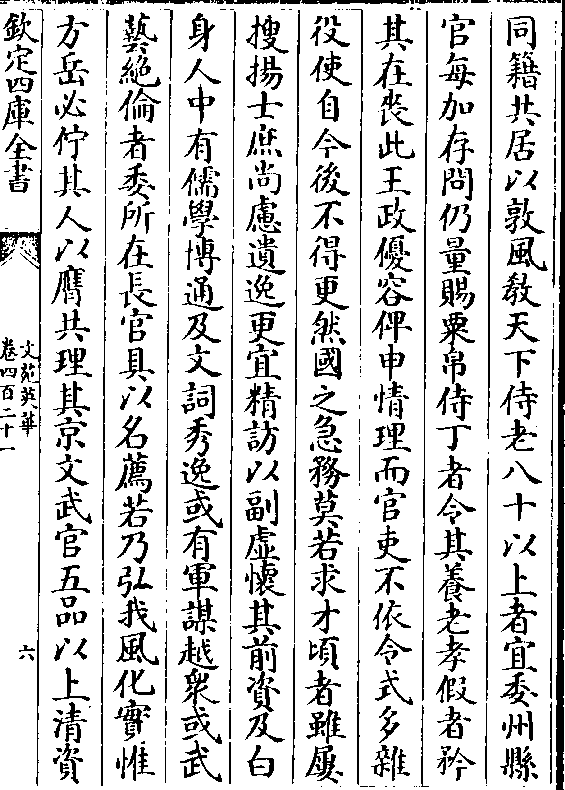 同籍共居以敦風教天下侍老八十以上者宜委州縣
官每加存問仍量賜粟帛侍丁者令其養老孝假者矜
其在喪此王政優容俾申情理而官吏不依令式多雜
役使自今後不得更然國之急務莫若求才頃者雖屢
搜揚士庶尚慮遺逸更宜精訪以副虛懷其前資及白
身人中有儒學博通及文詞秀逸或有軍謀越衆或武
藝絶倫者委所在長官具以名薦若乃弘我風化實惟
方岳必佇其人以膺共理其京文武官五品以上清資
欽定四庫全書
文苑英華
卷四百二十一
六